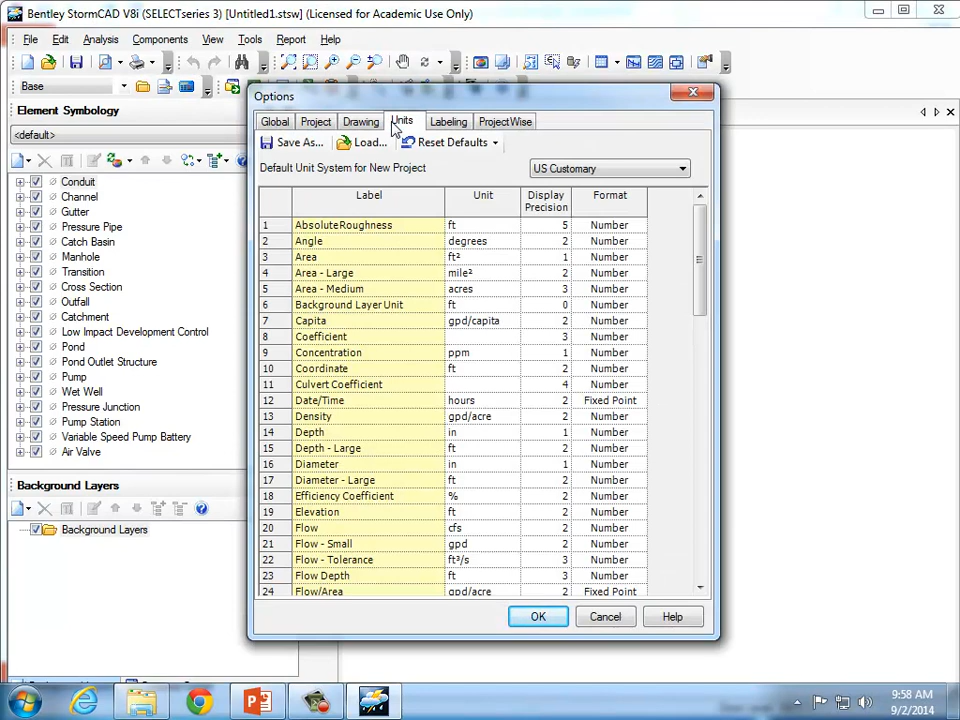 Bentley StormCAD V8i (SELECTseries 3) [Untitled1.stsw] (Licensed for Academic Use Only)
File Edit Analysis Components View Tools Report Help
Base
Element Symbology
<default>
Conduit
Channel
Gutter
Pressure Pipe
Catch Basin
Manhole
Transition
Cross Section
Outfall
Catchment
Low Impact Development Control
Pond
Pond Outlet Structure
Pump
Wet Well
Pressure Junction
Pump Station
Variable Speed Pump Battery
Air Valve
Background Layers
Background Layers
Options
Global Project Drawing Units Labeling ProjectWise
Save As... Load... Reset Defaults
Default Unit System for New Project US Customary
Label Unit Display Precision Format
1 Absolute Roughness ft 5 Number
2 Angle degrees 2 Number
3 Area ft² 1 Number
4 Area - Large mile² 2 Number
5 Area - Medium acres 3 Number
6 Background Layer Unit ft 0 Number
7 Capita gpd/capita 2 Number
8 Coefficient 3 Number
9 Concentration ppm 1 Number
10 Coordinate ft 2 Number
11 Culvert Coefficient 4 Number
12 Date/Time hours 2 Fixed Point
13 Density gpd/acre 2 Number
14 Depth in 1 Number
15 Depth - Large ft 2 Number
16 Diameter in 1 Number
17 Diameter - Large ft 2 Number
18 Efficiency Coefficient % 2 Number
19 Elevation ft 2 Number
20 Flow cfs 2 Number
21 Flow - Small gpd 2 Number
22 Flow - Tolerance ft³/s 3 Number
23 Flow Depth ft 3 Number
24 Flow/Area gpd/acre 2 Fixed Point
OK Cancel Help
9:58 AM
9/2/2014